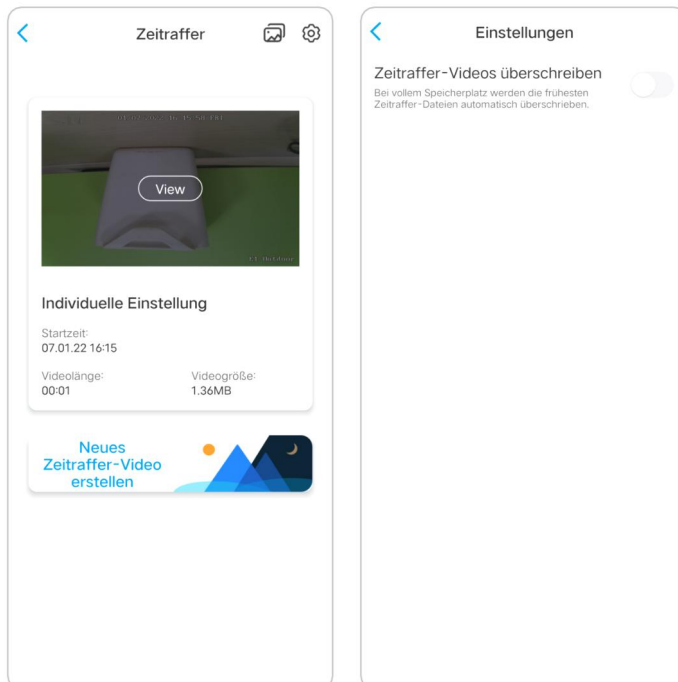 Zeitraffer
View
Individuelle Einstellung
Startzeit:
07.01.22 16:15
Videolänge:
Videogröße:
00:01
1.36MB
Neues
Zeitraffer-Video
erstellen
Einstellungen
Zeitraffer-Videos überschreiben
Bei vollem Speicherplatz werden die frühesten
Zeitraffer-Dateien automatisch überschrieben.